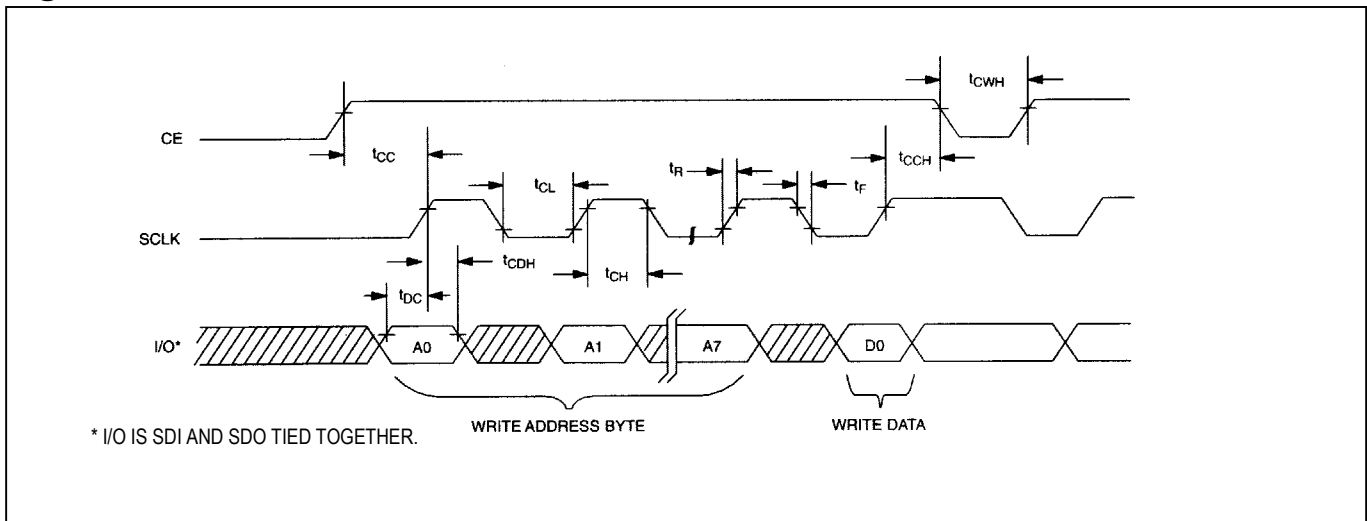 tCWH
CE
tCC
tCCH
tR
tF
tCL
SCLK
tCDH
tCH
tDC
I/O*
A0
A1
A7
D0
WRITE ADDRESS BYTE
WRITE DATA
* I/O IS SDI AND SDO TIED TOGETHER.